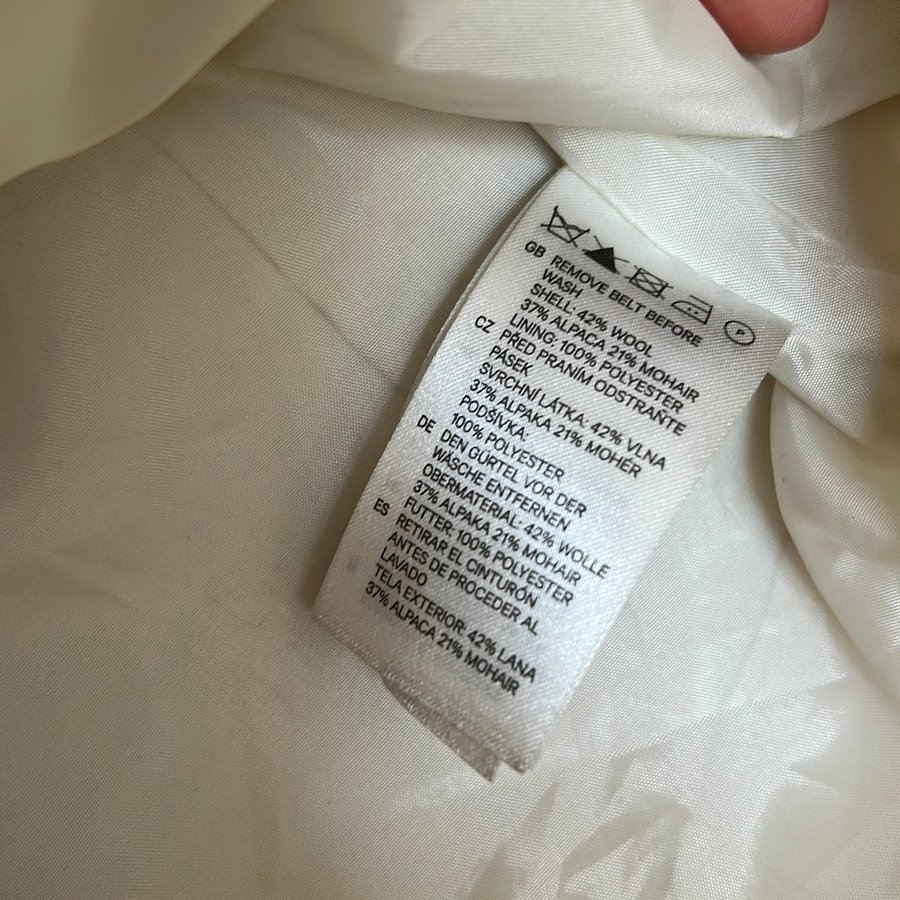 P
GB REMOVE BELT BEFORE
WASH
SHELL: 42% WOOL
37% ALPACA 21% MOHAIR
LINING: 100% POLYESTER
CZ PŘED PRANÍM ODSTRAŇTE
PÁSEK
SVRCHNÍ LÁTKA: 42% VLNA
37% ALPAKA 21% MOHÉR
PODŠÍVKA:
100% POLYESTER
DE DEN GÜRTEL VOR DER
WÄSCHE ENTFERNEN
OBERMATERIAL: 42% WOLLE
37% ALPAKA 21% MOHAIR
FUTTER: 100% POLYESTER
ES RETIRAR EL CINTURÓN
ANTES DE PROCEDER AL
LAVADO
TELA EXTERIOR: 42% LANA
37% ALPACA 21% MOHAIR